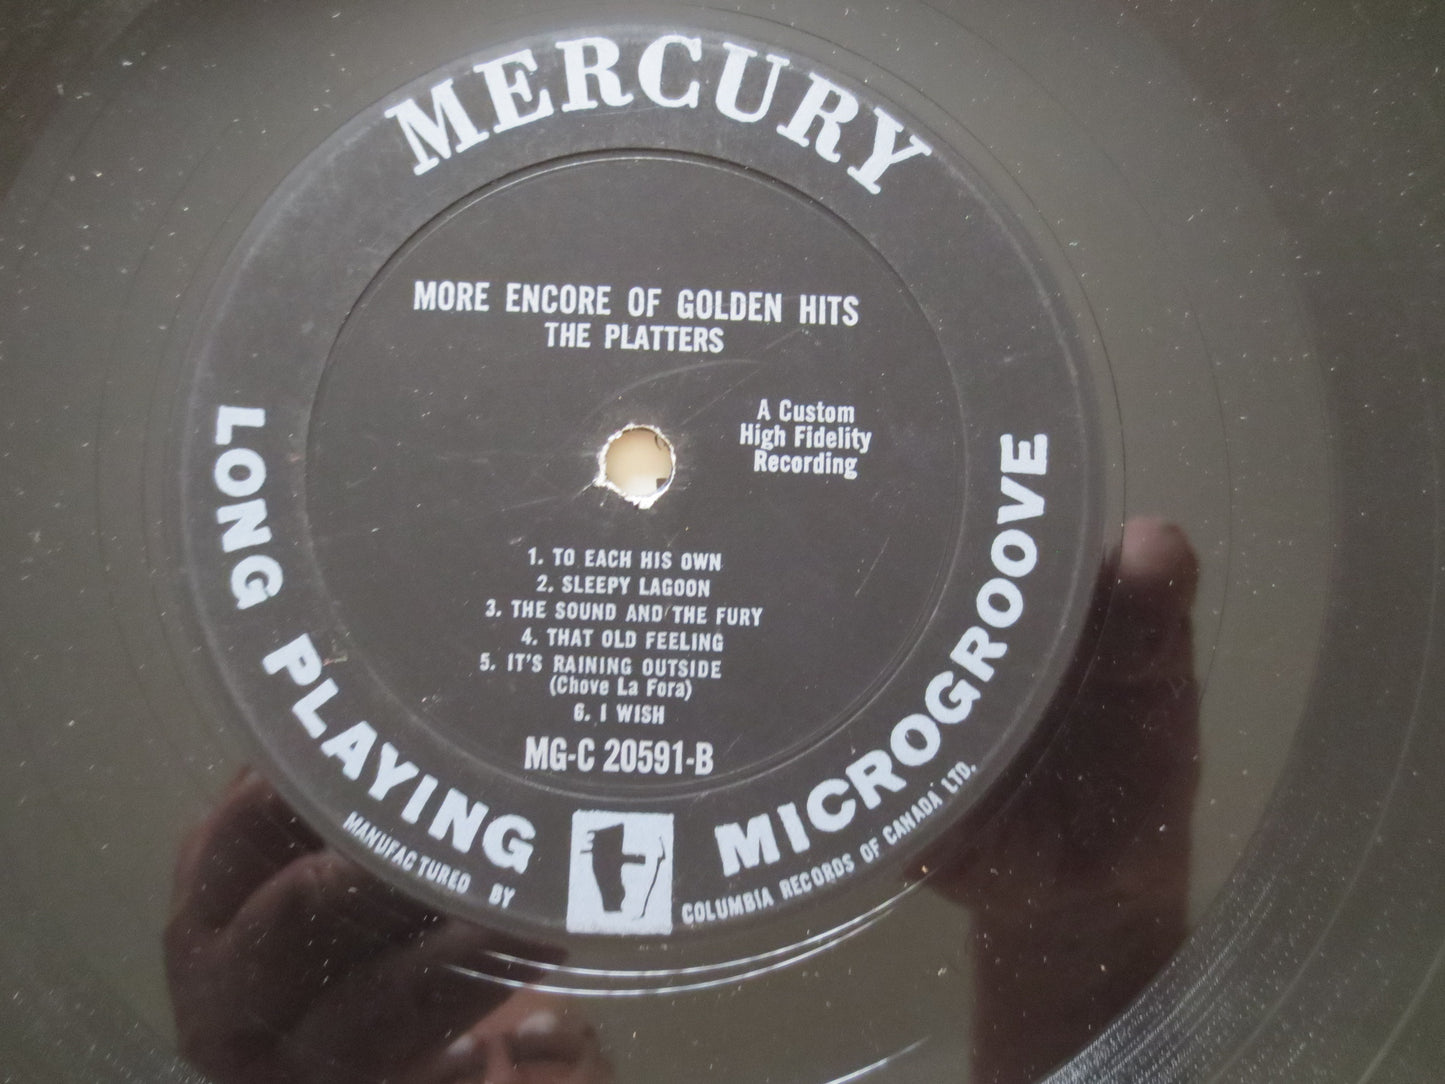 MERCURY
MORE ENCORE OF GOLDEN HITS
THE PLATTERS
A Custom
High Fidelity
Recording
1. TO EACH HIS OWN
2. SLEEPY LAGOON
3. THE SOUND AND THE FURY
4. THAT OLD FEELING
5. IT'S RAINING OUTSIDE
(Chove La Fora)
6. I WISH
MG-C 20591-B
LONG PLAYING
MICROGROOVE
MANUFACTURED BY
COLUMBIA RECORDS OF CANADA LTD.